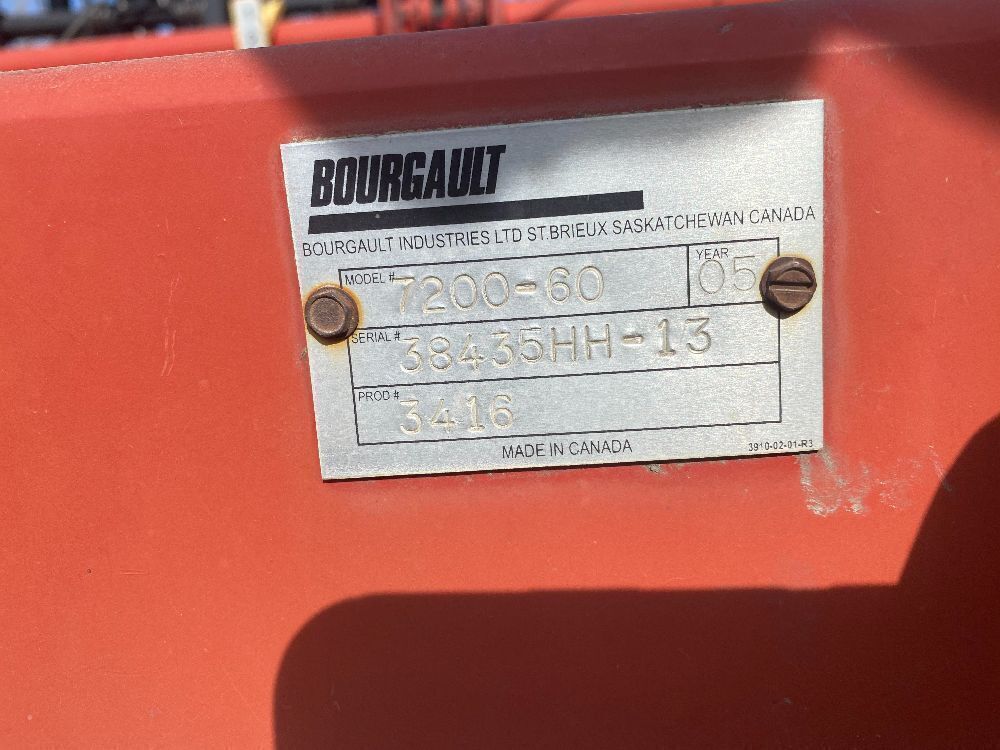 BOURGAULT
BOURGAULT INDUSTRIES LTD ST.BRIEUX SASKATCHEWAN CANADA
MODEL # 7200-60 YEAR 05
SERIAL # 38435HH-13
PROD # 3416
MADE IN CANADA 3910-02-01-R3